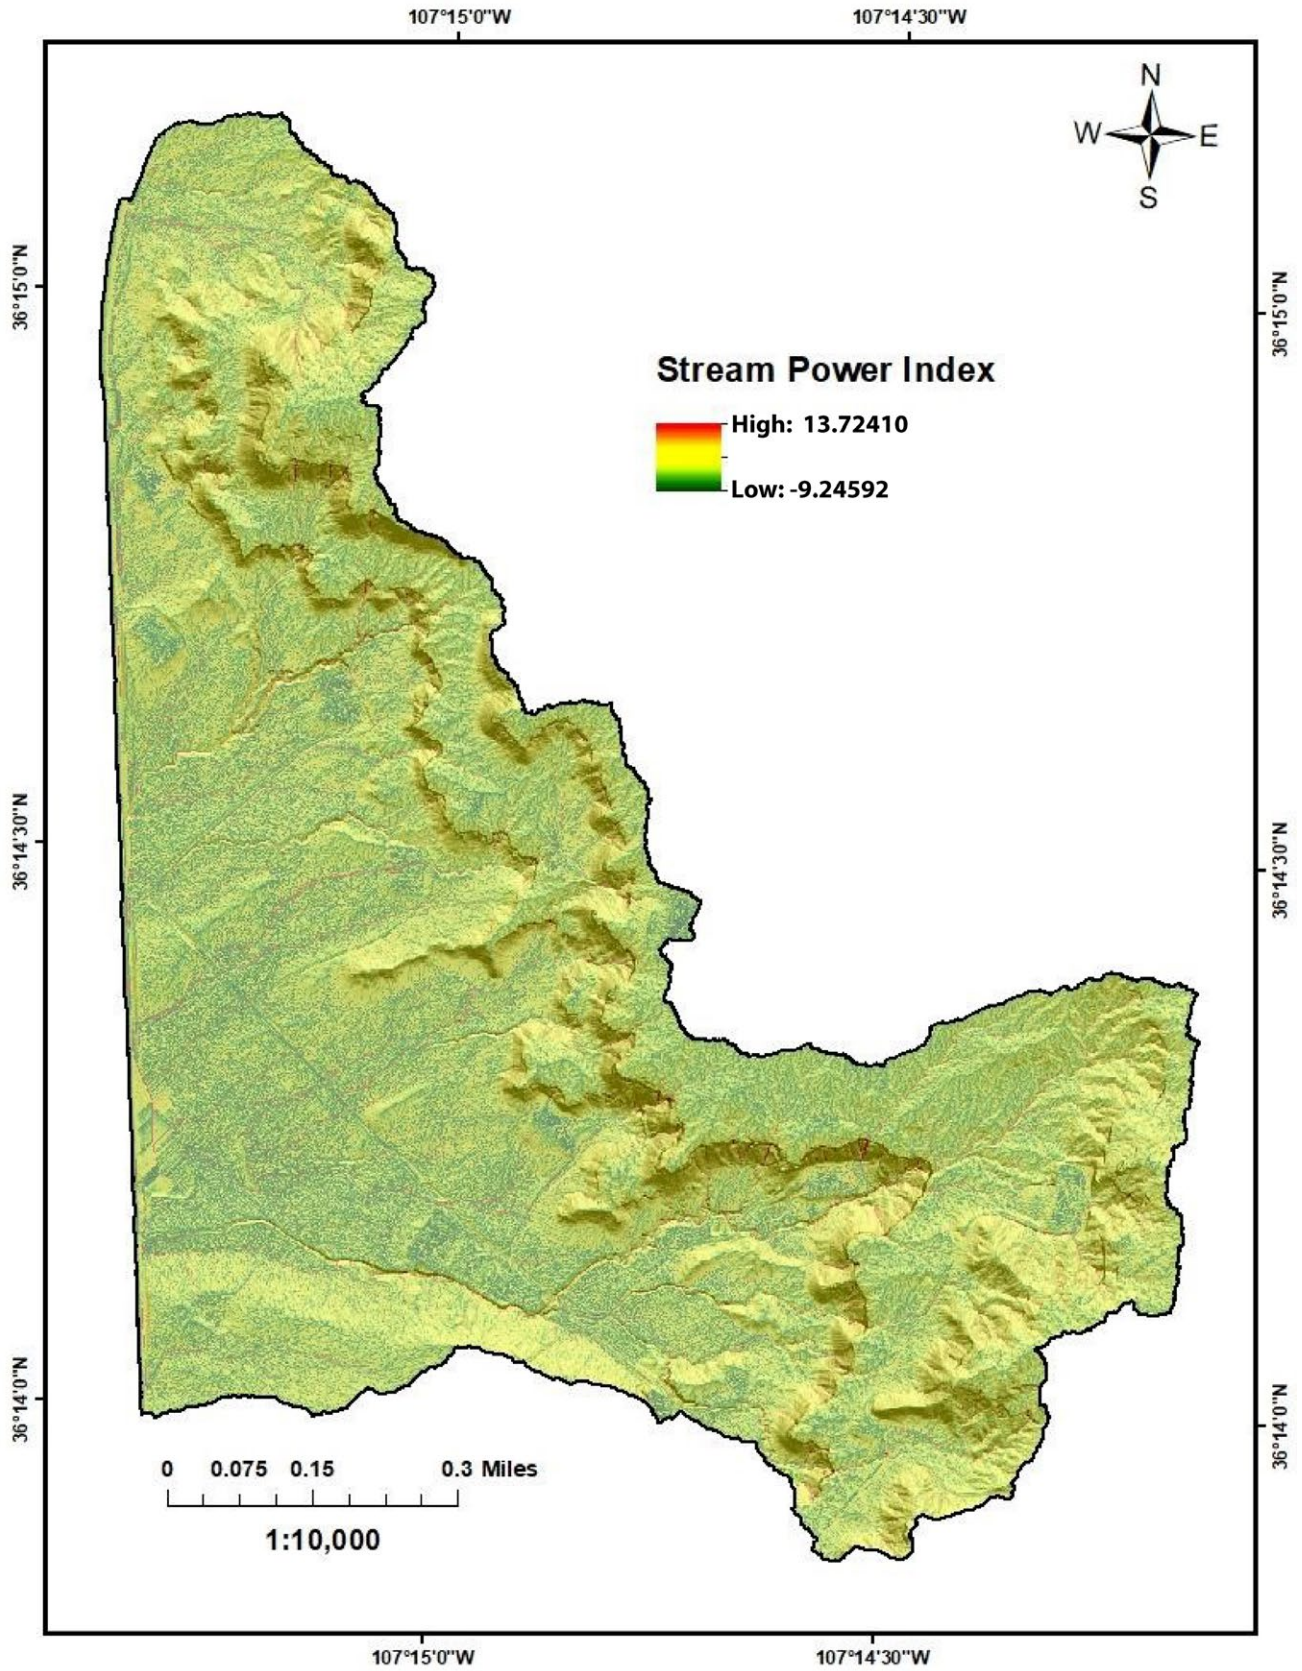 107°15'0"W 107°14'30"W
N
W E
S
36°15'0"N
36°15'0"N
Stream Power Index
High: 13.72410
Low: -9.24592
36°14'30"N
36°14'30"N
36°14'0"N
36°14'0"N
0 0.075 0.15 0.3 Miles
1:10,000
107°15'0"W 107°14'30"W